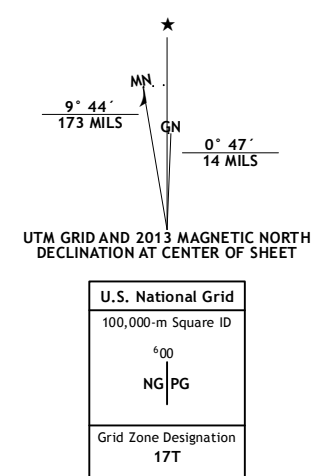 ★
MN
9° 44´
173 MILS
GN
0° 47´
14 MILS
UTM GRID AND 2013 MAGNETIC NORTH
DECLINATION AT CENTER OF SHEET
U.S. National Grid
100,000-m Square ID
⁶00
NG PG
Grid Zone Designation
17T